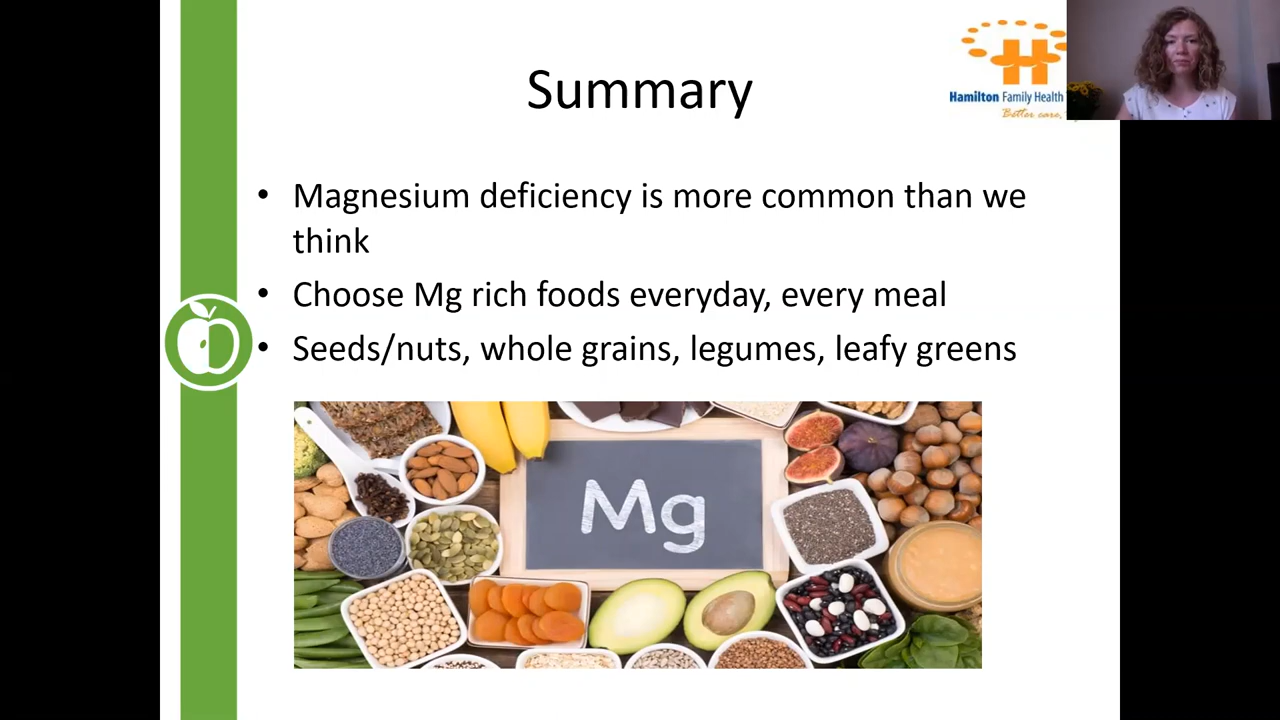 Summary
Hamilton Family Health
Better care,
• Magnesium deficiency is more common than we
think
• Choose Mg rich foods everyday, every meal
• Seeds/nuts, whole grains, legumes, leafy greens
Mg